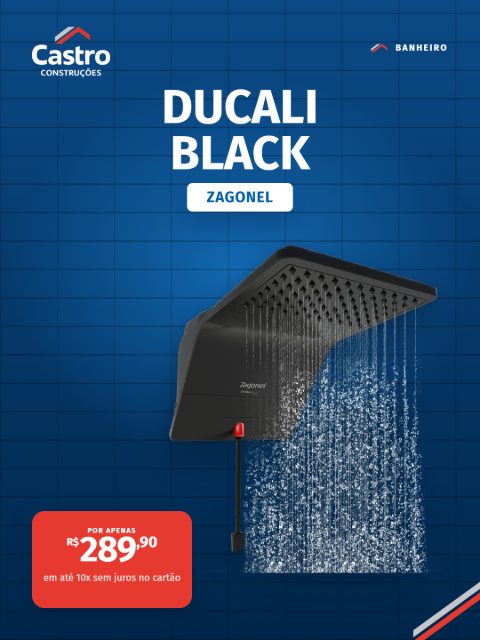 Castro
CONSTRUÇÕES
BANHEIRO
DUCALI
BLACK
ZAGONEL
Zagonel
POR APENAS
R$289,90
em até 10x sem juros no cartão